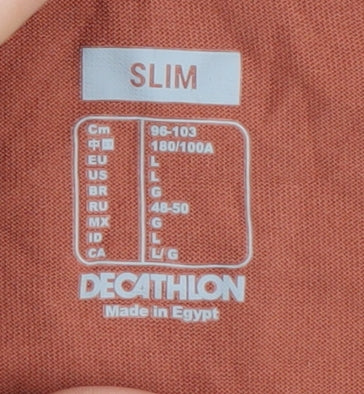 SLIM
Cm 96-103
中国 180/100A
EU L
US L
BR G
RU 48-50
MX G
ID L
CA L/G
DECATHLON
Made in Egypt